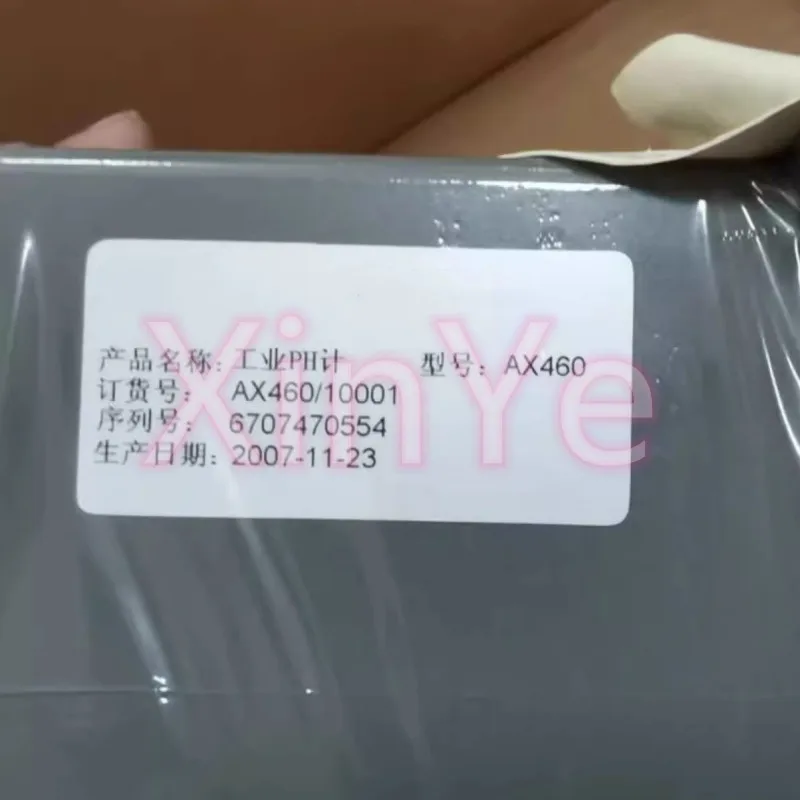 产品名称: 工业PH计 型号: AX460
订货号: AX460/10001
序列号: 6707470554
生产日期: 2007-11-23
XinYe